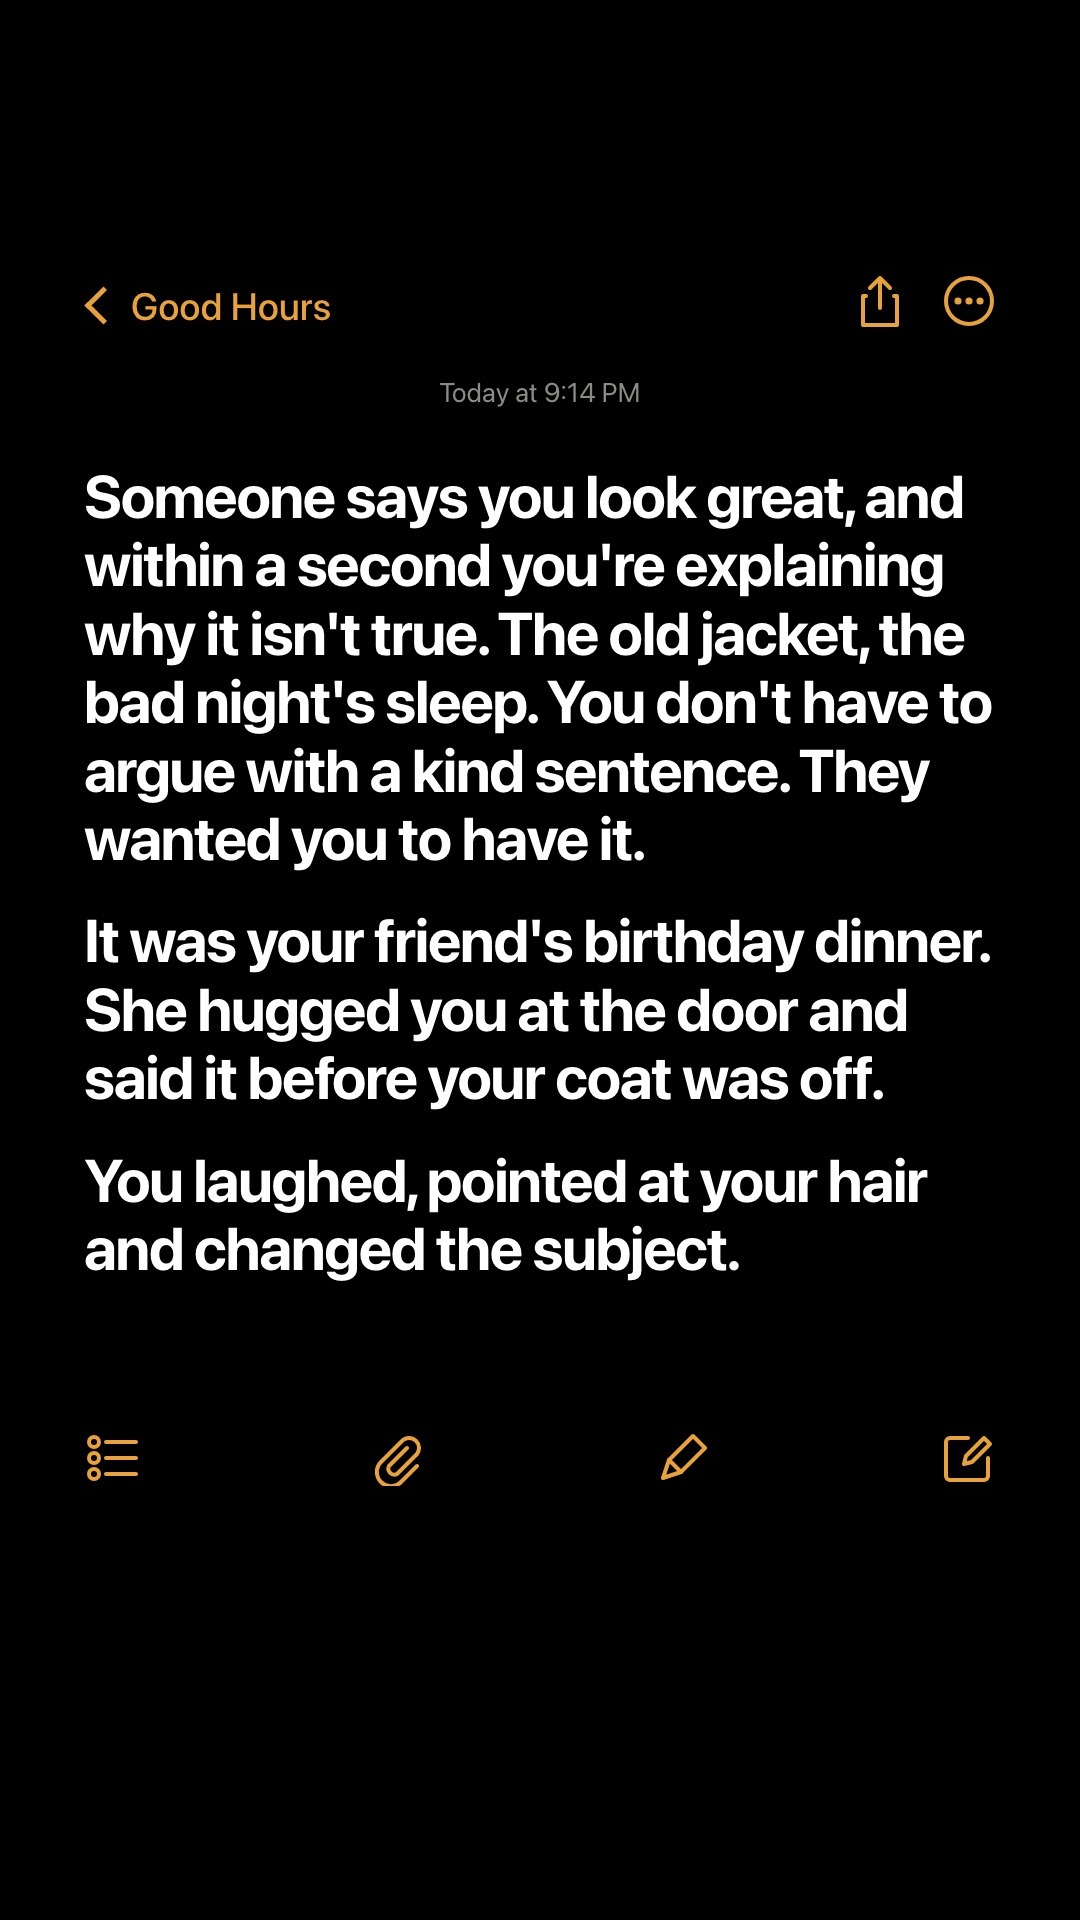 Good Hours
Today at 9:14 PM
Someone says you look great, and
within a second you're explaining
why it isn't true. The old jacket, the
bad night's sleep. You don't have to
argue with a kind sentence. They
wanted you to have it.
It was your friend's birthday dinner.
She hugged you at the door and
said it before your coat was off.
You laughed, pointed at your hair
and changed the subject.